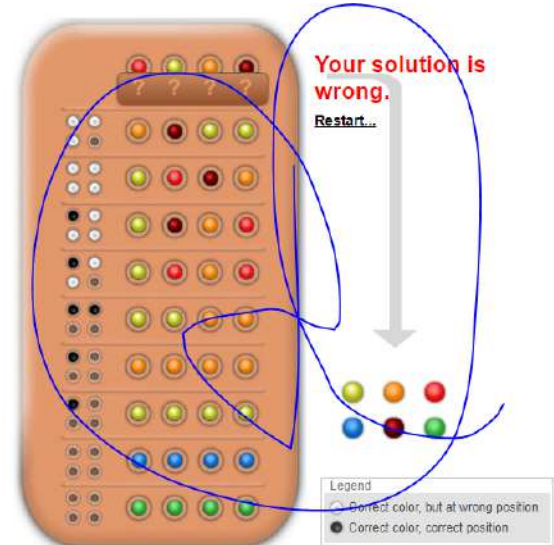 Your solution is
wrong.
? ? ? ?
Restart...
Legend
Correct color, but at wrong position
Correct color, correct position